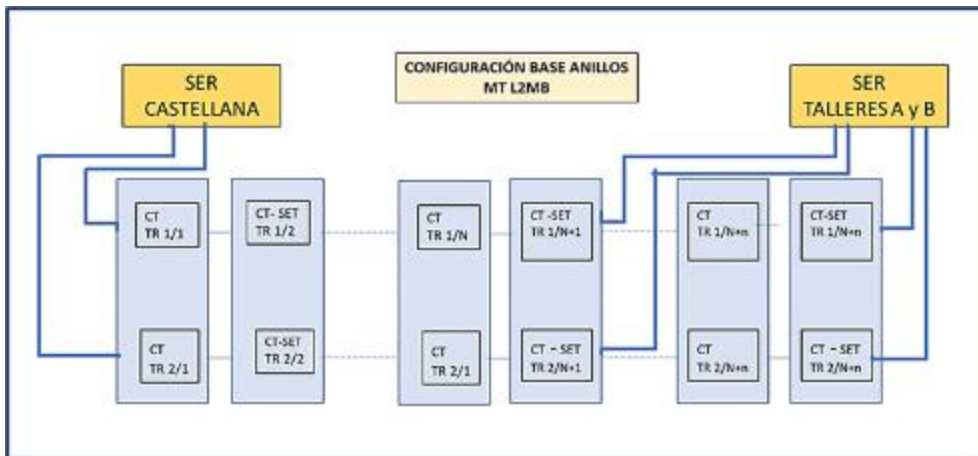 CONFIGURACIÓN BASE ANILLOS
MT L2MB
SER
CASTELLANA
SER
TALLERES A y B
CT
TR 1/1
CT- SET
TR 1/2
CT
TR 1/N
CT -SET
TR 1/N+1
CT
TR 1/N+n
CT-SET
TR 1/N+n
CT
TR 2/1
CT-SET
TR 2/2
CT
TR 2/1
CT - SET
TR 2/N+1
CT
TR 2/N+n
CT - SET
TR 2/N+n